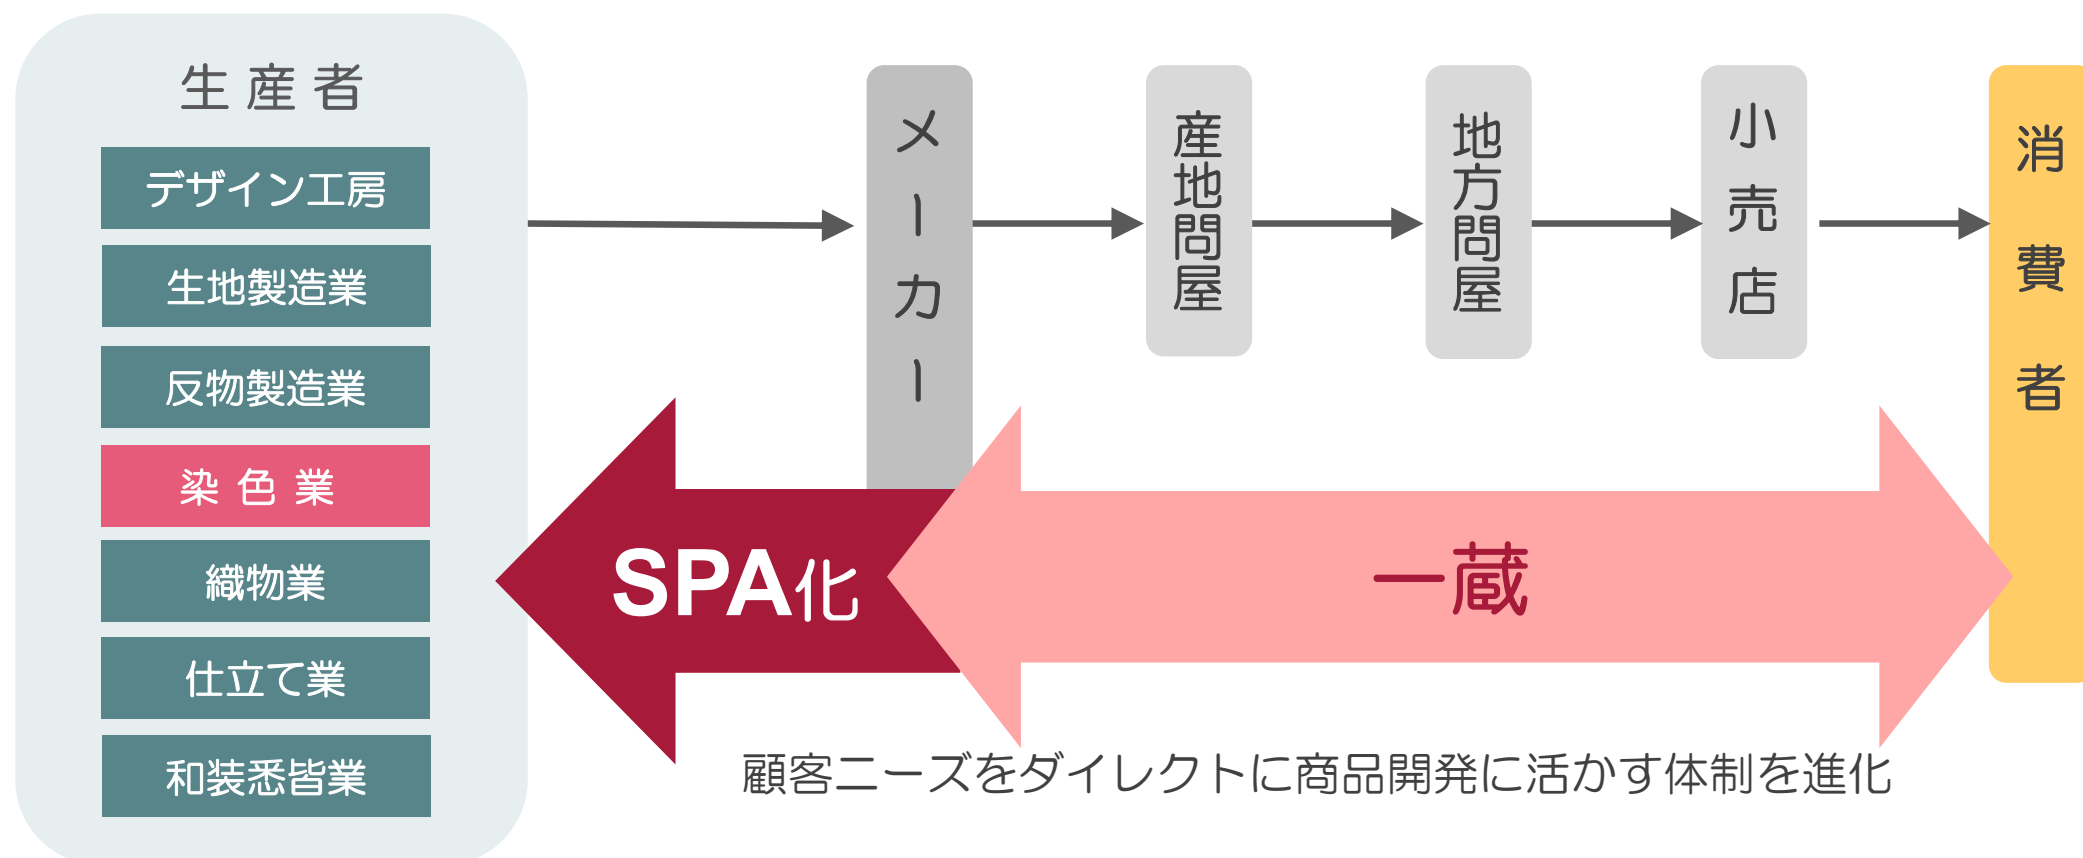 生産者
デザイン工房
生地製造業
反物製造業
染色業
織物業
仕立て業
和装悉皆業
メーカー
産地問屋
地方問屋
小売店
消費者
SPA化
一蔵
顧客ニーズをダイレクトに商品開発に活かす体制を進化